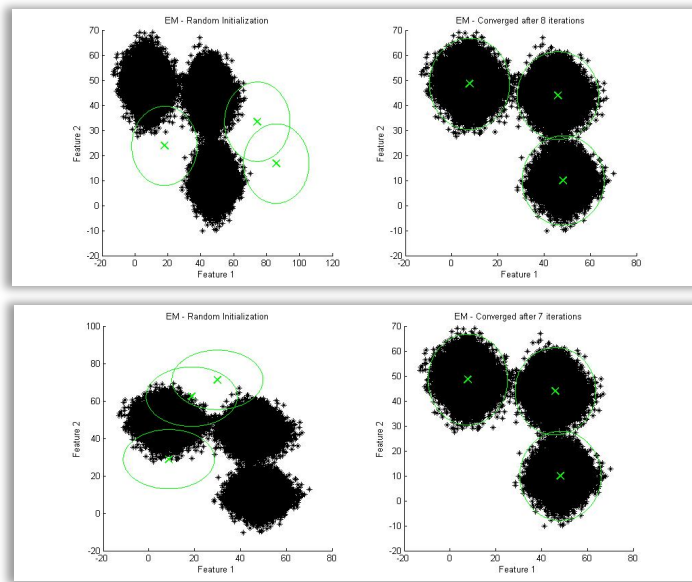 EM - Random Initialization
70
60
50
40
30
20
10
0
-10
-20
-20 0 20 40 60 80 100 120
Feature 1
Feature 2
EM - Converged after 8 iterations
70
60
50
40
30
20
10
0
-10
-20
-20 0 20 40 60 80
Feature 1
Feature 2
EM - Random Initialization
100
80
60
40
20
0
-20
-20 0 20 40 60 80
Feature 1
Feature 2
EM - Converged after 7 iterations
70
60
50
40
30
20
10
0
-10
-20
-20 0 20 40 60 80
Feature 1
Feature 2